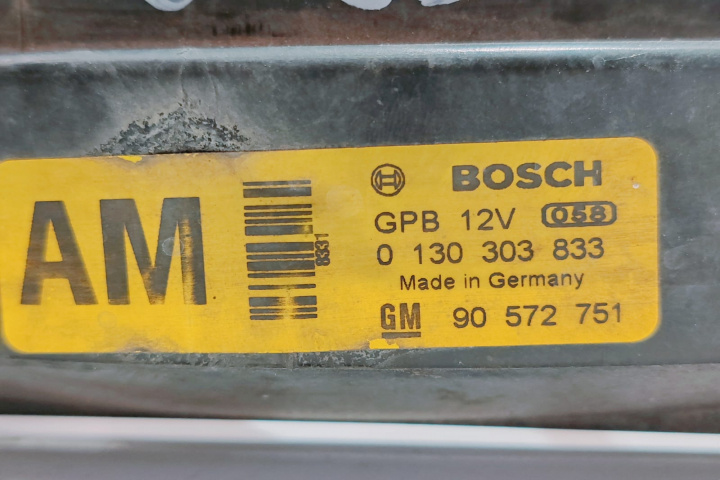 AM
8331
BOSCH
GPB 12V 058
0 130 303 833
Made in Germany
GM 90 572 751